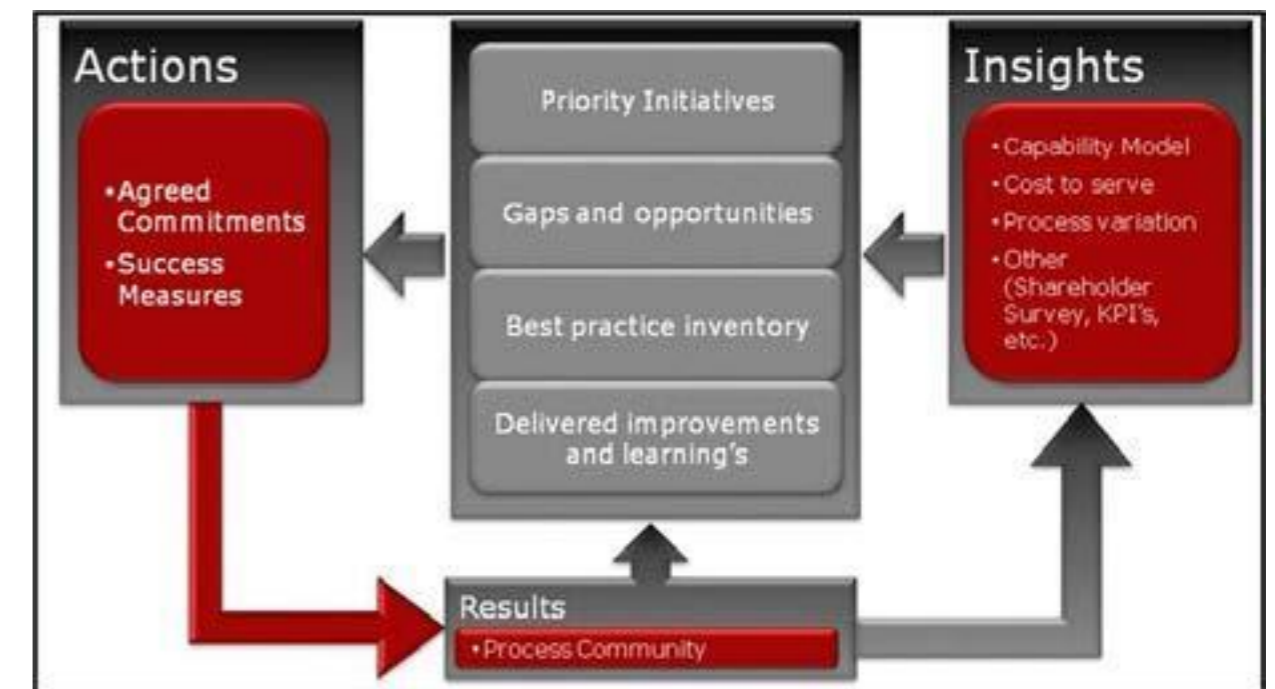 Actions
•Agreed
Commitments
•Success
Measures
Priority Initiatives
Gaps and opportunities
Best practice inventory
Delivered improvements
and learning's
Insights
•Capability Model
•Cost to serve
•Process variation
•Other
(Shareholder
Survey, KPI's,
etc.)
Results
•Process Community